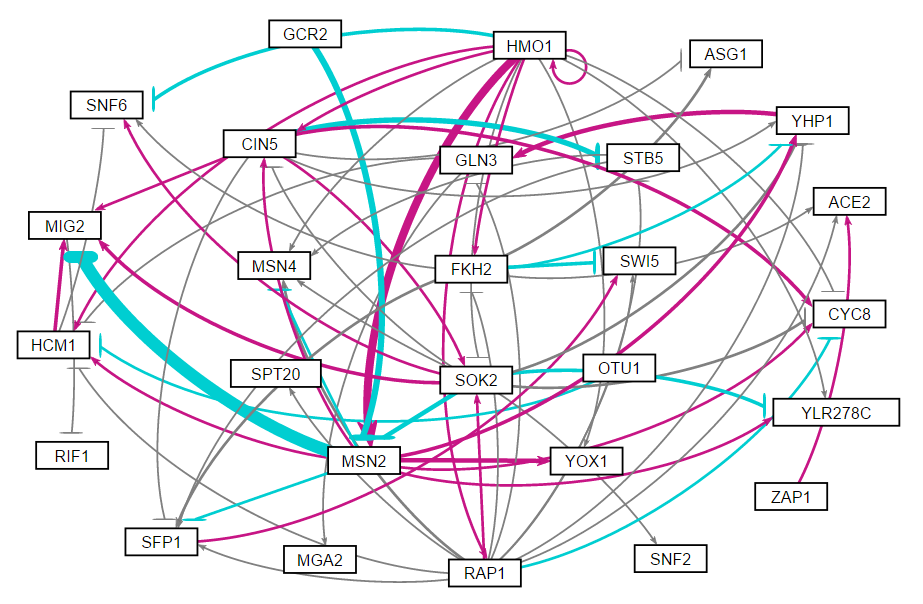 GCR2
HMO1
ASG1
SNF6
YHP1
CIN5
GLN3
STB5
MIG2
ACE2
MSN4
FKH2
SWI5
CYC8
HCM1
SPT20
SOK2
OTU1
YLR278C
RIF1
MSN2
YOX1
ZAP1
SFP1
MGA2
RAP1
SNF2